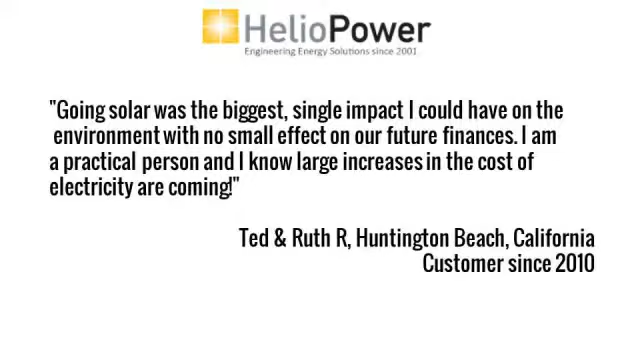 HelioPower
Engineering Energy Solutions since 2001
"Going solar was the biggest, single impact I could have on the
environment with no small effect on our future finances. I am
a practical person and I know large increases in the cost of
electricity are coming!"
Ted & Ruth R, Huntington Beach, California
Customer since 2010